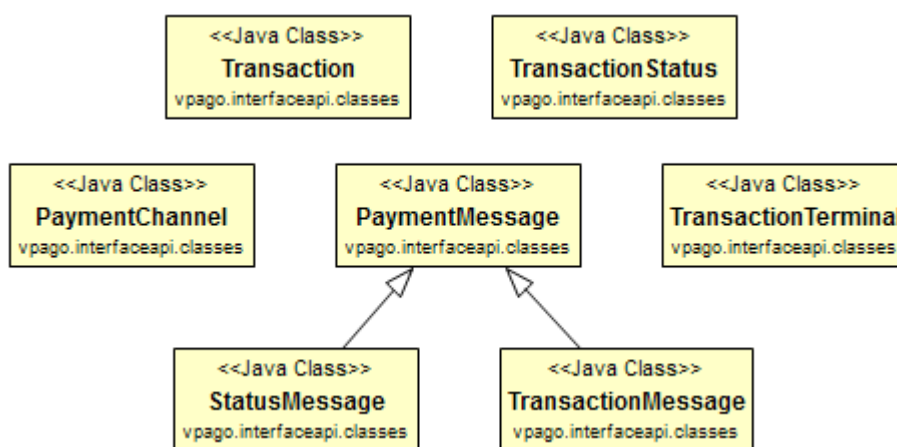 <<Java Class>>
Transaction
vpago.interfaceapi.classes
<<Java Class>>
TransactionStatus
vpago.interfaceapi.classes
<<Java Class>>
PaymentChannel
vpago.interfaceapi.classes
<<Java Class>>
PaymentMessage
vpago.interfaceapi.classes
<<Java Class>>
TransactionTerminal
vpago.interfaceapi.classes
<<Java Class>>
StatusMessage
vpago.interfaceapi.classes
<<Java Class>>
TransactionMessage
vpago.interfaceapi.classes